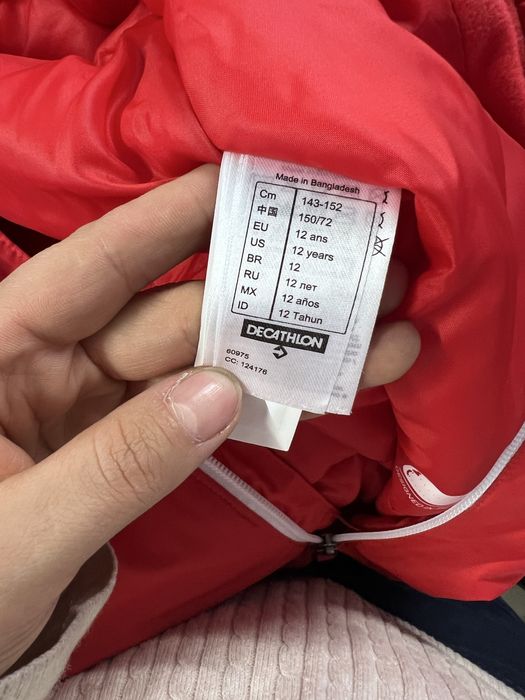 Made in Bangladesh
Cm 143-152
中国 150/72
EU 12 ans
US 12 years
BR 12
RU 12 лет
MX 12 años
ID 12 Tahun
DECATHLON
60975
CC: 124176
DESIGNED